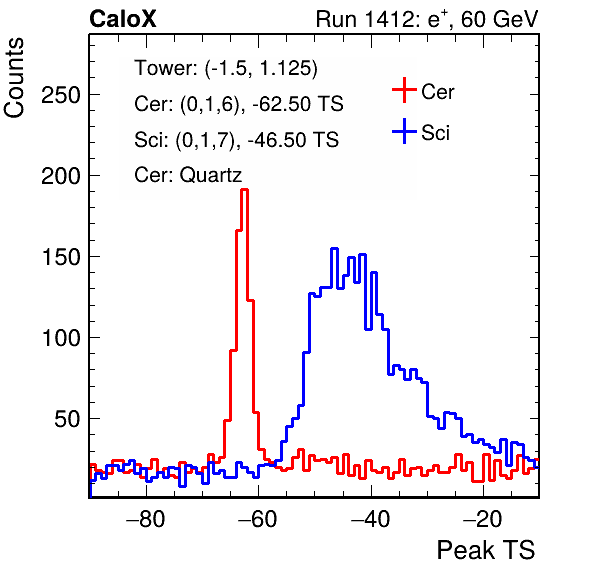 CaloX Run 1412: e⁺, 60 GeV
Counts
Tower: (-1.5, 1.125)
Cer: (0,1,6), -62.50 TS
Sci: (0,1,7), -46.50 TS
Cer: Quartz
Cer
Sci
250
200
150
100
50
−80 −60 −40 −20
Peak TS